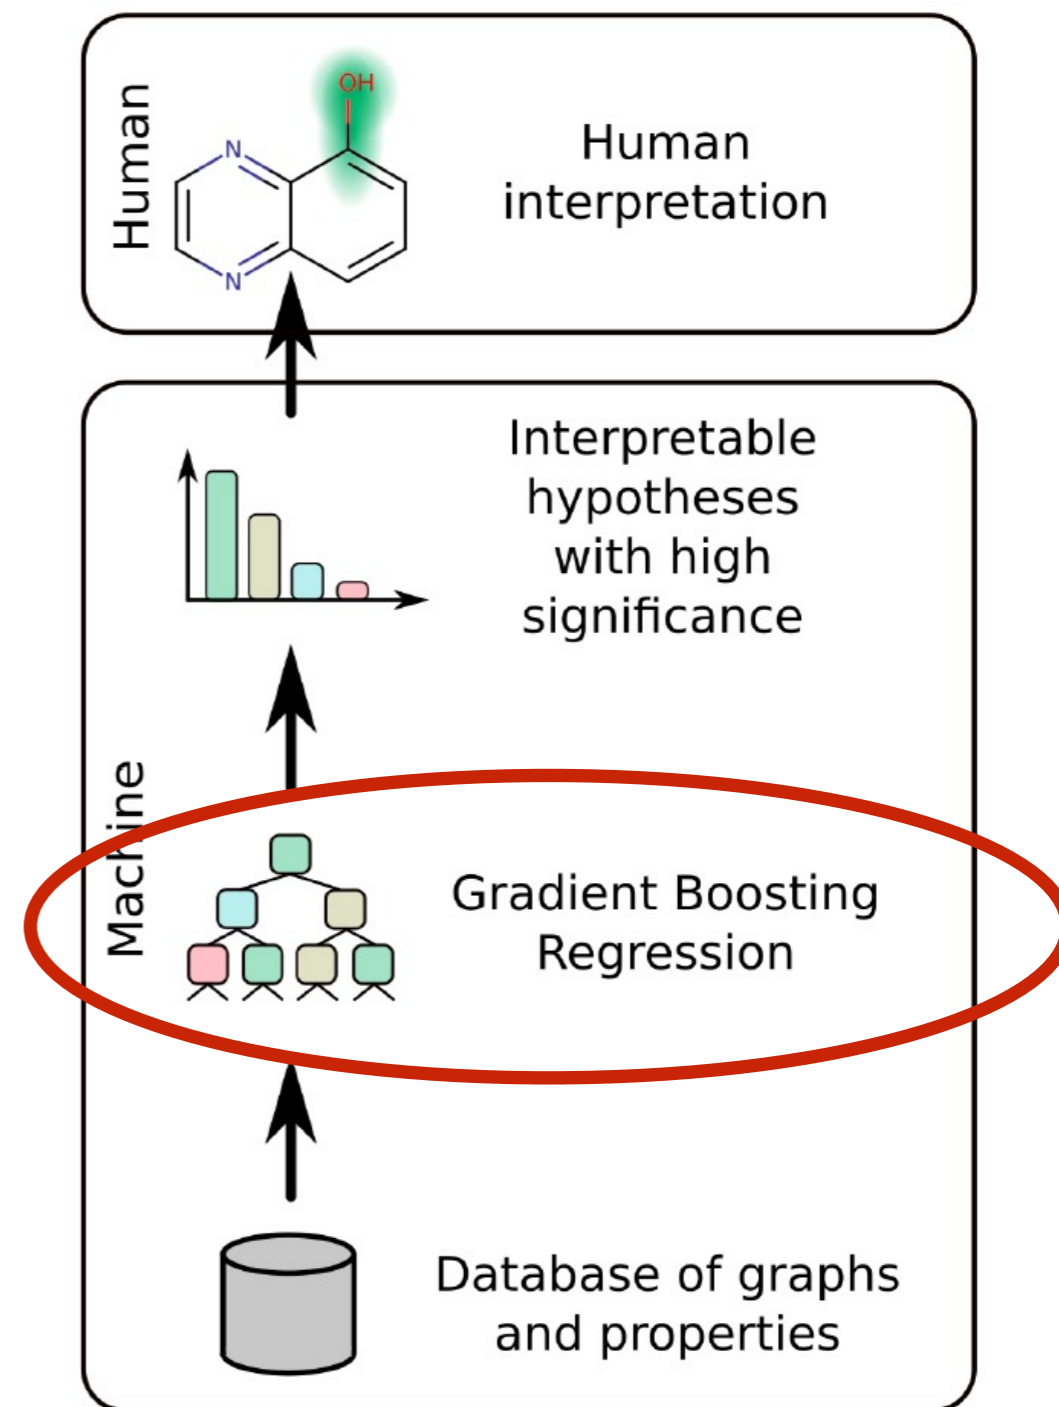 Human
OH
N
N
Human
interpretation
Machine
Interpretable
hypotheses
with high
significance
Gradient Boosting
Regression
Database of graphs
and properties